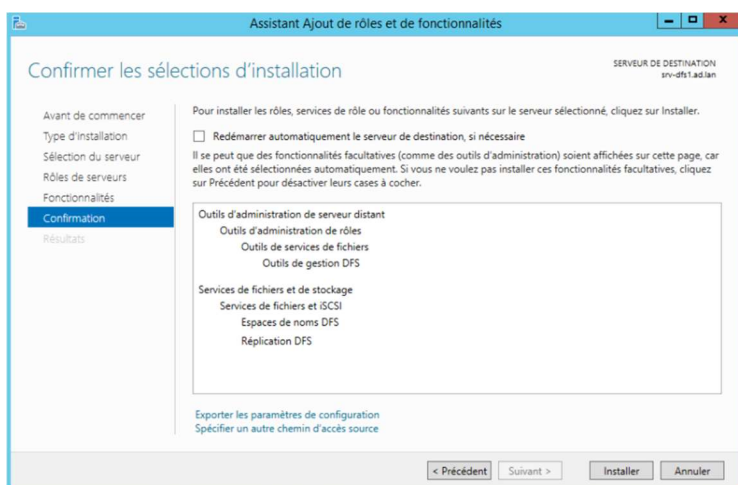 Assistant Ajout de rôles et de fonctionnalités
Confirmer les sélections d'installation
SERVEUR DE DESTINATION
srv-dfs1.ad.lan
Avant de commencer
Type d'installation
Sélection du serveur
Rôles de serveurs
Fonctionnalités
Confirmation
Résultats
Pour installer les rôles, services de rôle ou fonctionnalités suivants sur le serveur sélectionné, cliquez sur Installer.
Redémarrer automatiquement le serveur de destination, si nécessaire
Il se peut que des fonctionnalités facultatives (comme des outils d'administration) soient affichées sur cette page, car
elles ont été sélectionnées automatiquement. Si vous ne voulez pas installer ces fonctionnalités facultatives, cliquez
sur Précédent pour désactiver leurs cases à cocher.
Outils d'administration de serveur distant
Outils d'administration de rôles
Outils de services de fichiers
Outils de gestion DFS
Services de fichiers et de stockage
Services de fichiers et iSCSI
Espaces de noms DFS
Réplication DFS
Exporter les paramètres de configuration
Spécifier un autre chemin d'accès source
< Précédent
Suivant >
Installer
Annuler